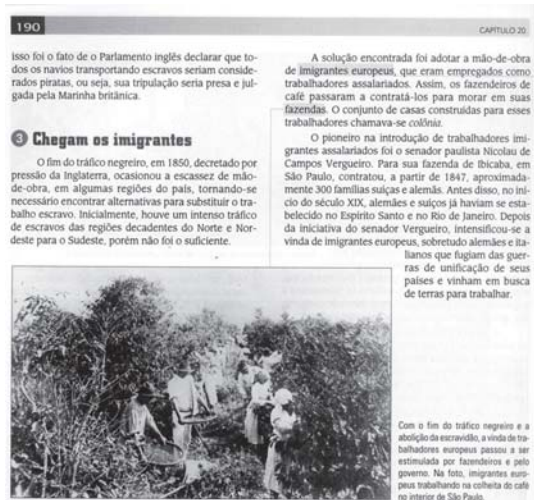 190
CAPÍTULO 20
isso foi o fato de o Parlamento inglês declarar que to-
dos os navios transportando escravos seriam conside-
rados piratas, ou seja, sua tripulação seria presa e jul-
gada pela Marinha britânica.
3 Chegam os imigrantes
O fim do tráfico negreiro, em 1850, decretado por
pressão da Inglaterra, ocasionou a escassez de mão-
de-obra, em algumas regiões do país, tornando-se
necessário encontrar alternativas para substituir o tra-
balho escravo. Inicialmente, houve um intenso tráfico
de escravos das regiões decadentes do Norte e Nor-
deste para o Sudeste, porém não foi o suficiente.
A solução encontrada foi adotar a mão-de-obra
de imigrantes europeus, que eram empregados como
trabalhadores assalariados. Assim, os fazendeiros de
café passaram a contratá-los para morar em suas
fazendas. O conjunto de casas construídas para esses
trabalhadores chamava-se colônia.
O pioneiro na introdução de trabalhadores imi-
grantes assalariados foi o senador paulista Nicolau de
Campos Vergueiro. Para sua fazenda de Ibicaba, em
São Paulo, contratou, a partir de 1847, aproximada-
mente 300 famílias suíças e alemãs. Antes disso, no iní-
cio do século XIX, alemães e suíços já haviam se esta-
belecido no Espírito Santo e no Rio de Janeiro. Depois
da iniciativa do senador Vergueiro, intensificou-se a
vinda de imigrantes europeus, sobretudo alemães e ita-
lianos que fugiam das guer-
ras de unificação de seus
países e vinham em busca
de terras para trabalhar.
Com o fim do tráfico negreiro e a
abolição da escravidão, a vinda de tra-
balhadores europeus passou a ser
estimulada por fazendeiros e pelo
governo. Na foto, imigrantes euro-
peus trabalhando na colheita do café
no interior de São Paulo.